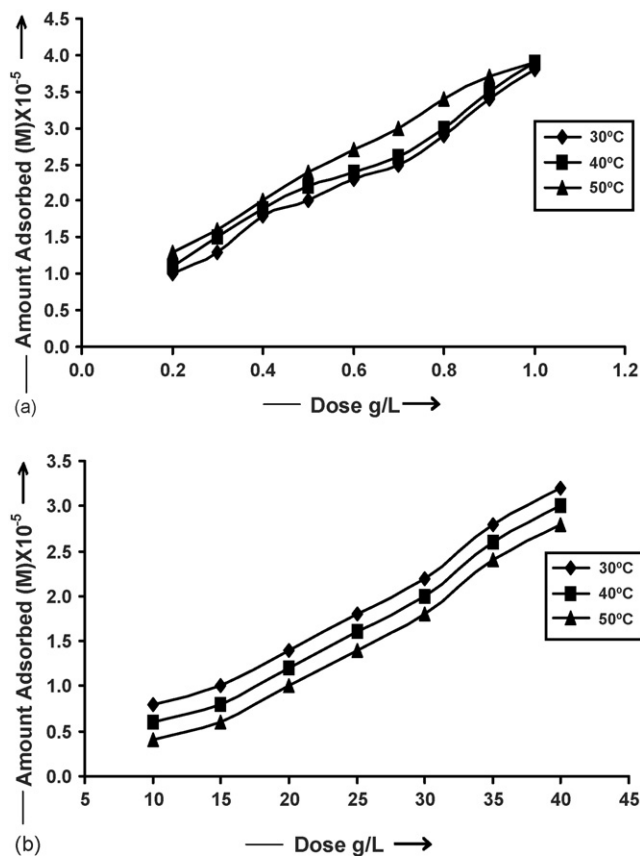 4.5
4.0
3.5
3.0
2.5
2.0
1.5
1.0
0.5
0.0
Amount Adsorbed (M)X10-5
0.0 0.2 0.4 0.6 0.8 1.0 1.2
Dose g/L
30ºC
40ºC
50ºC
(a)
3.5
3.0
2.5
2.0
1.5
1.0
0.5
0.0
Amount Adsorbed (M)X10-5
5 10 15 20 25 30 35 40 45
Dose g/L
30ºC
40ºC
50ºC
(b)